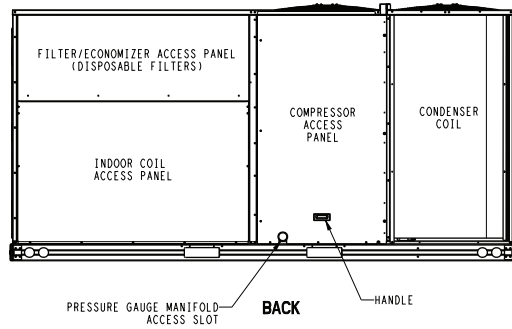 FILTER/ECONOMIZER ACCESS PANEL
(DISPOSABLE FILTERS)
INDOOR COIL
ACCESS PANEL
COMPRESSOR
ACCESS
PANEL
CONDENSER
COIL
PRESSURE GAUGE MANIFOLD
ACCESS SLOT
BACK
HANDLE